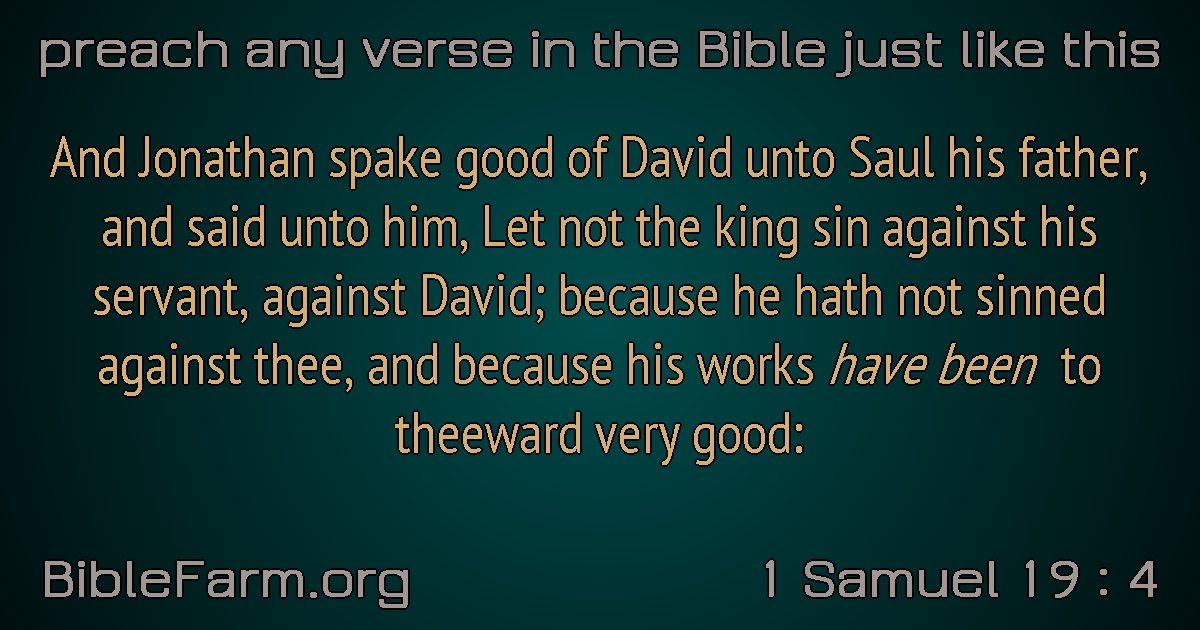 preach any verse in the Bible just like this
And Jonathan spake good of David unto Saul his father,
and said unto him, Let not the king sin against his
servant, against David; because he hath not sinned
against thee, and because his works have been to
theeward very good:
BibleFarm.org
1 Samuel 19 : 4